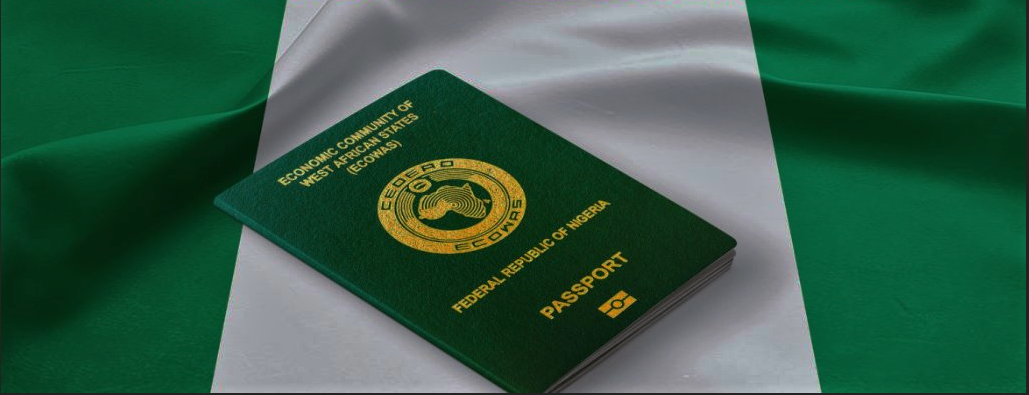 ECONOMIC COMMUNITY OF
WEST AFRICAN STATES
(ECOWAS)
CEDEAO
ECOWAS
FEDERAL REPUBLIC OF NIGERIA
PASSPORT